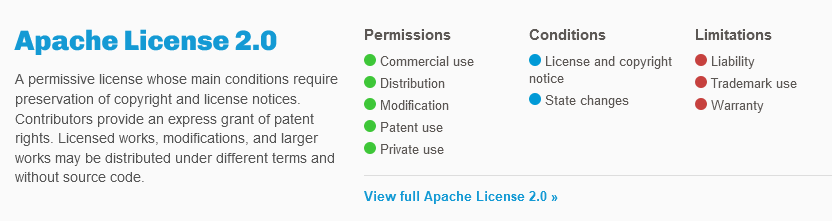 Apache License 2.0
A permissive license whose main conditions require
preservation of copyright and license notices.
Contributors provide an express grant of patent
rights. Licensed works, modifications, and larger
works may be distributed under different terms and
without source code.
Permissions
Commercial use
Distribution
Modification
Patent use
Private use
Conditions
License and copyright
notice
State changes
Limitations
Liability
Trademark use
Warranty
View full Apache License 2.0 »